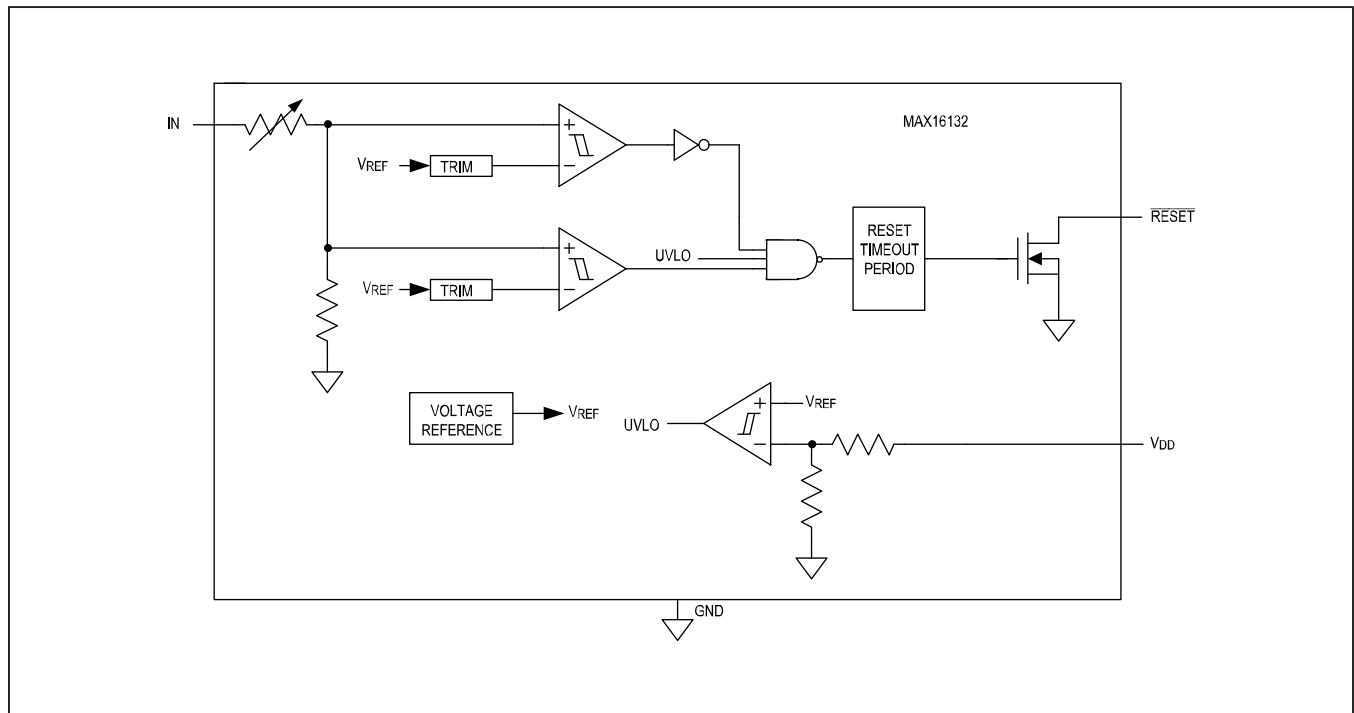 MAX16132
IN
VREF
TRIM
+
−
RESET
RESET
TIMEOUT
PERIOD
UVLO
+
−
VREF
TRIM
VOLTAGE
REFERENCE
VREF
UVLO
+
−
VREF
VDD
GND